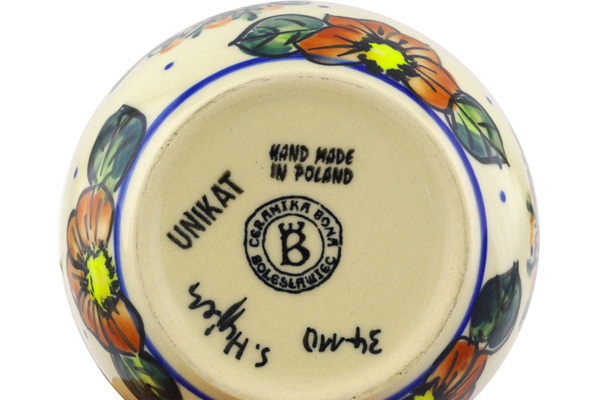 HAND MADE
IN POLAND
UNIKAT
CERAMIKA BONA
B
BOLESŁAWIEC
S.